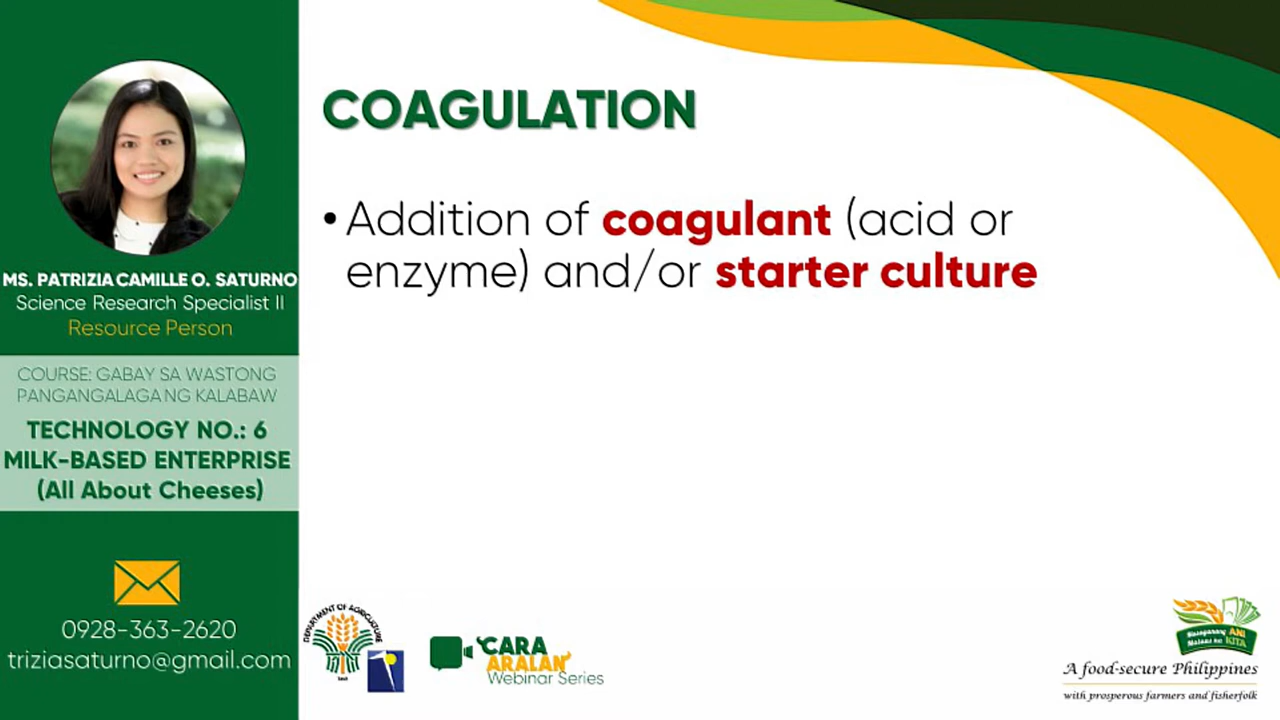 MS. PATRIZIA CAMILLE O. SATURNO
Science Research Specialist II
Resource Person
COURSE: GABAY SA WASTONG
PANGANGALAGA NG KALABAW
TECHNOLOGY NO.: 6
MILK-BASED ENTERPRISE
(All About Cheeses)
0928-363-2620
triziasaturno@gmail.com
COAGULATION
• Addition of coagulant (acid or
enzyme) and/or starter culture
DEPARTMENT OF AGRICULTURE
CARA
ARALAN
Webinar Series
Masaganang ANI
Mataas na KITA
A food-secure Philippines
with prosperous farmers and fisherfolk